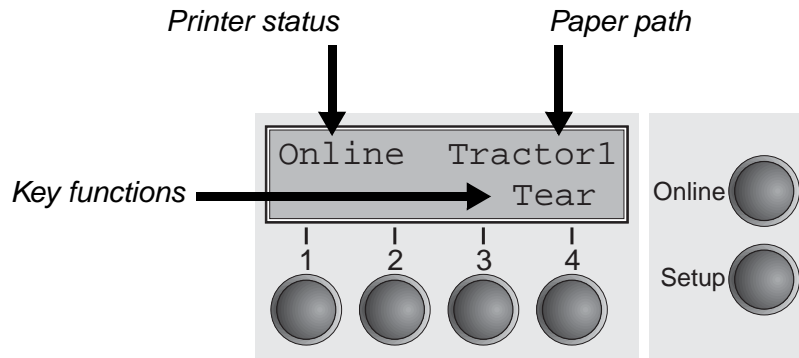 Printer status Paper path
Online Tractor1
Key functions Tear Online
1 2 3 4
Setup